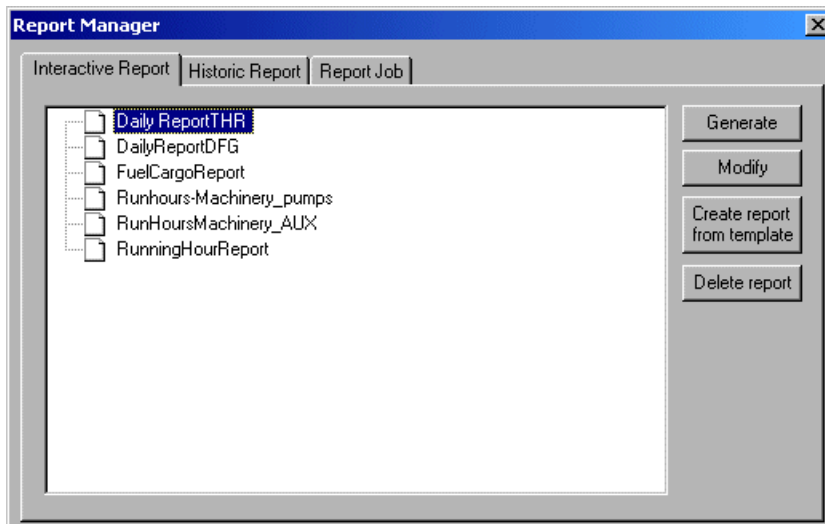 Report Manager
Interactive Report
Historic Report
Report Job
Daily ReportTHR
DailyReportDFG
FuelCargoReport
Runhours-Machinery_pumps
RunHoursMachinery_AUX
RunningHourReport
Generate
Modify
Create report
from template
Delete report